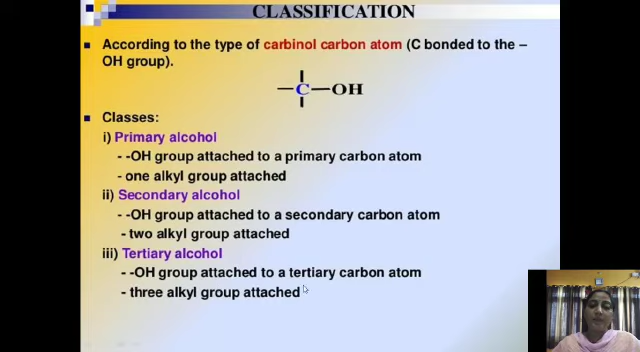 CLASSIFICATION
According to the type of carbinol carbon atom (C bonded to the –
OH group).
C OH
Classes:
i) Primary alcohol
- -OH group attached to a primary carbon atom
- one alkyl group attached
ii) Secondary alcohol
- -OH group attached to a secondary carbon atom
- two alkyl group attached
iii) Tertiary alcohol
- -OH group attached to a tertiary carbon atom
- three alkyl group attached